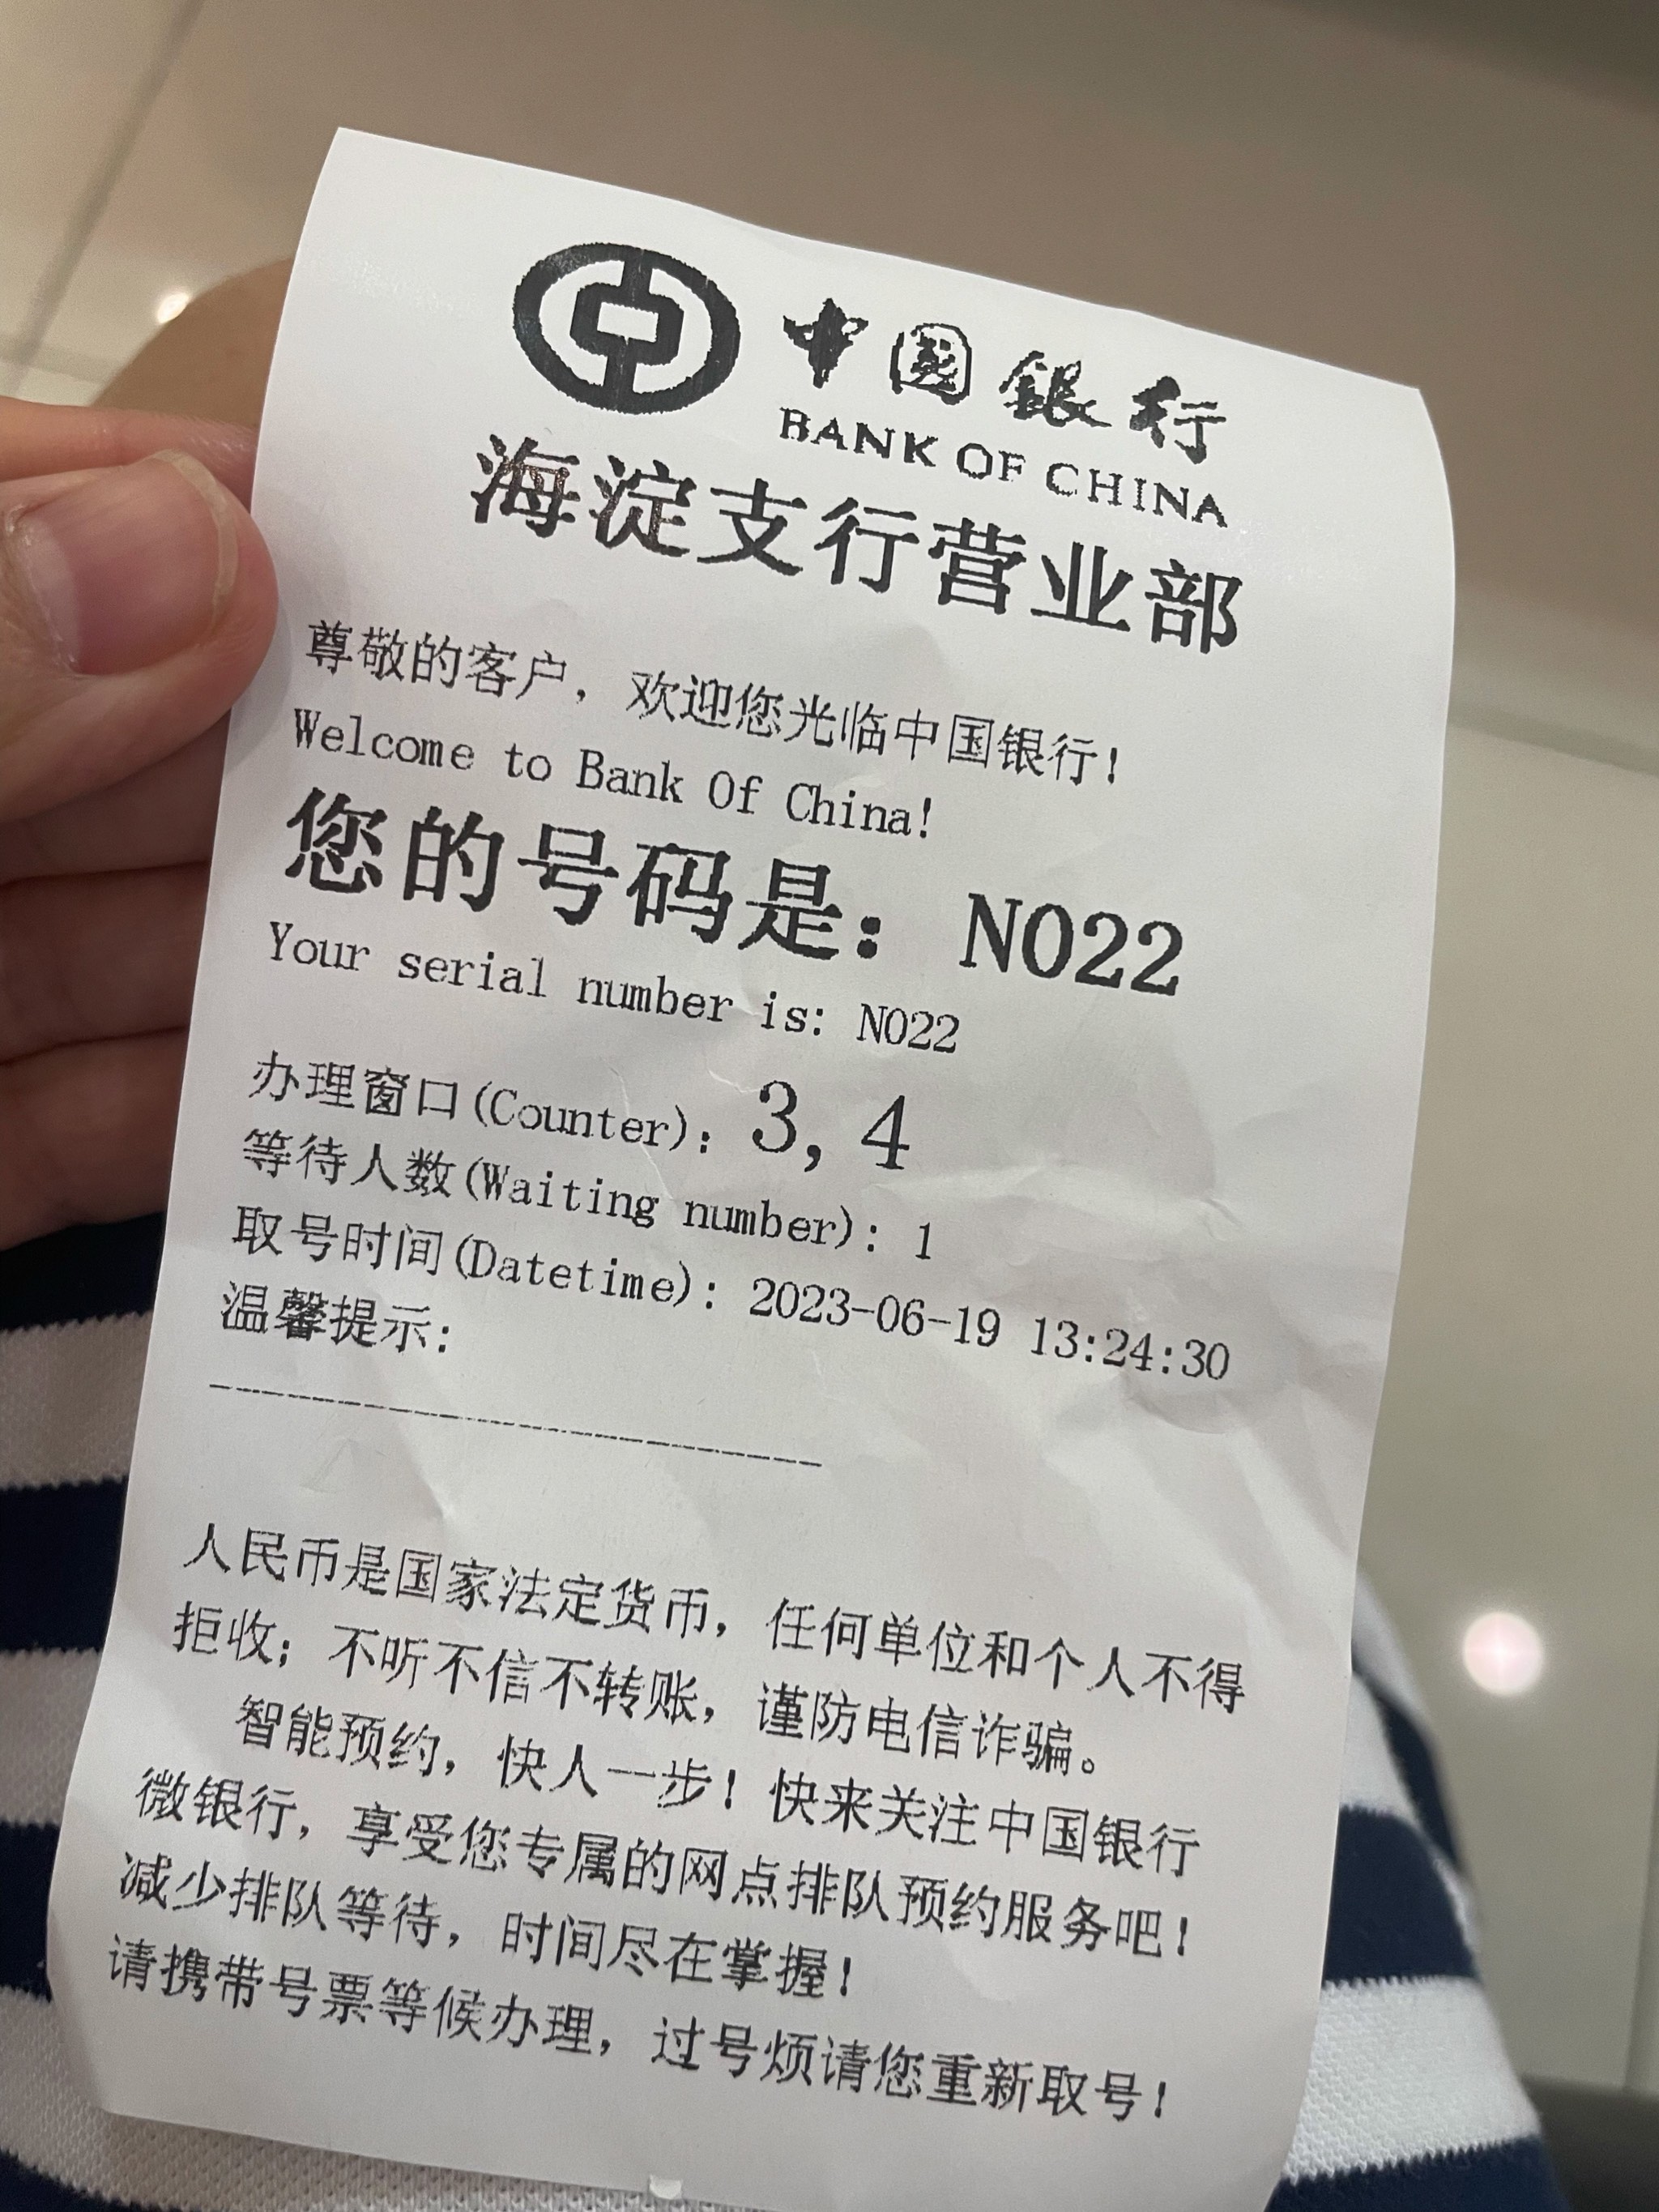 中国银行
BANK OF CHINA
海淀支行营业部
尊敬的客户，欢迎您光临中国银行！
Welcome to Bank Of China!
您的号码是：N022
Your serial number is: N022
办理窗口(Counter)：3, 4
等待人数(Waiting number)：1
取号时间(Datetime)：2023-06-19 13:24:30
温馨提示：
人民币是国家法定货币，任何单位和个人不得
拒收；不听不信不转账，谨防电信诈骗。
智能预约，快人一步！快来关注中国银行
微银行，享受您专属的网点排队预约服务吧！
减少排队等待，时间尽在掌握！
请携带号票等候办理，过号烦请您重新取号！